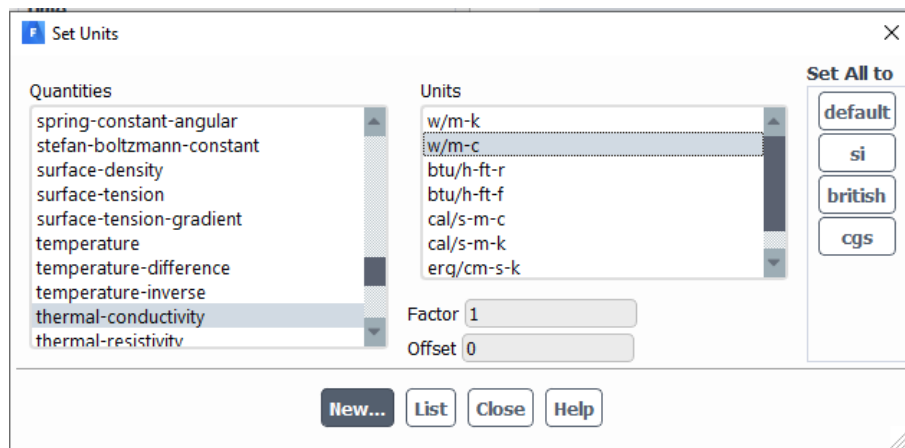 Set Units
Quantities
spring-constant-angular
stefan-boltzmann-constant
surface-density
surface-tension
surface-tension-gradient
temperature
temperature-difference
temperature-inverse
thermal-conductivity
thermal-resistivity
Units
w/m-k
w/m-c
btu/h-ft-r
btu/h-ft-f
cal/s-m-c
cal/s-m-k
erg/cm-s-k
Factor 1
Offset 0
Set All to
default
si
british
cgs
New... List Close Help